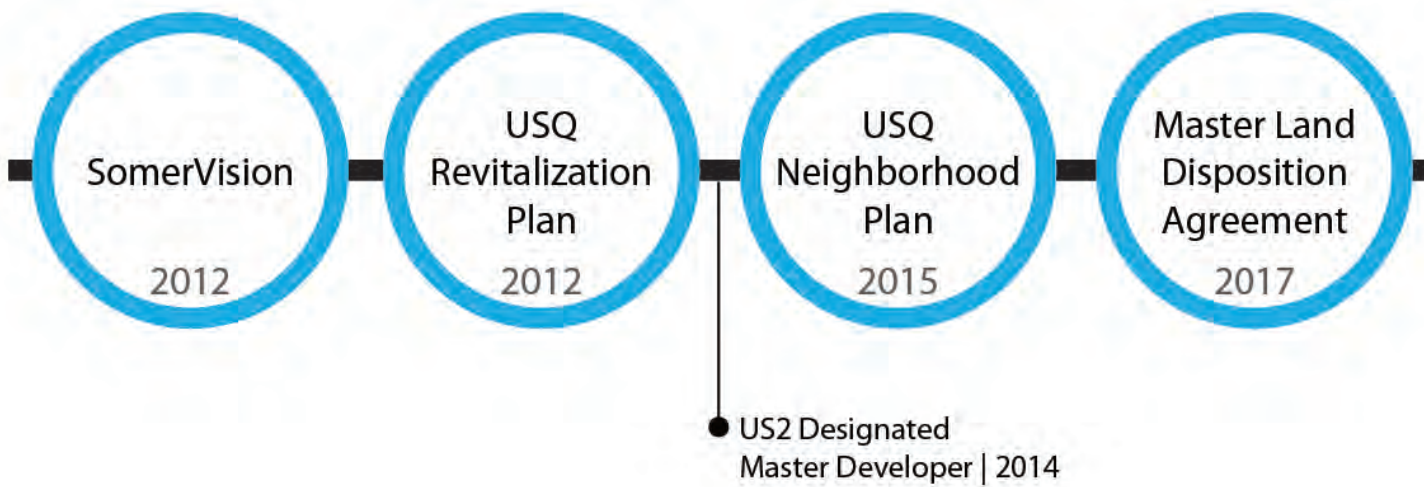 SomerVision
2012
USQ
Revitalization
Plan
2012
USQ
Neighborhood
Plan
2015
Master Land
Disposition
Agreement
2017
US2 Designated
Master Developer | 2014